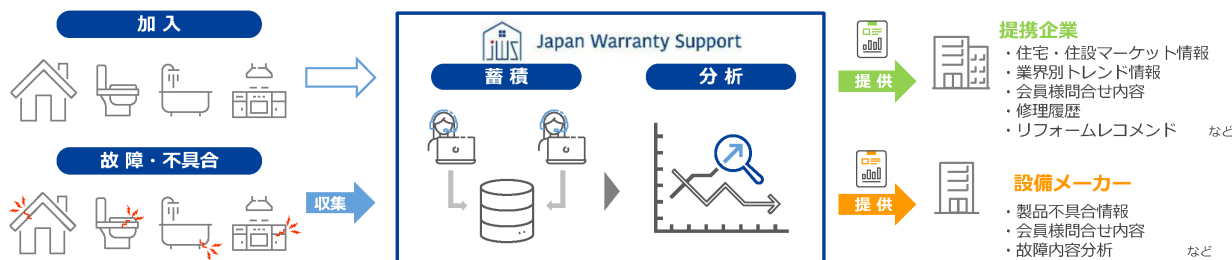 加入
故障・不具合
収集
jws
Japan Warranty Support
蓄積
分析
提供
提携企業
・住宅・住設マーケット情報
・業界別トレンド情報
・会員様問合せ内容
・修理履歴
・リフォームレコメンド など
提供
設備メーカー
・製品不具合情報
・会員様問合せ内容
・故障内容分析 など